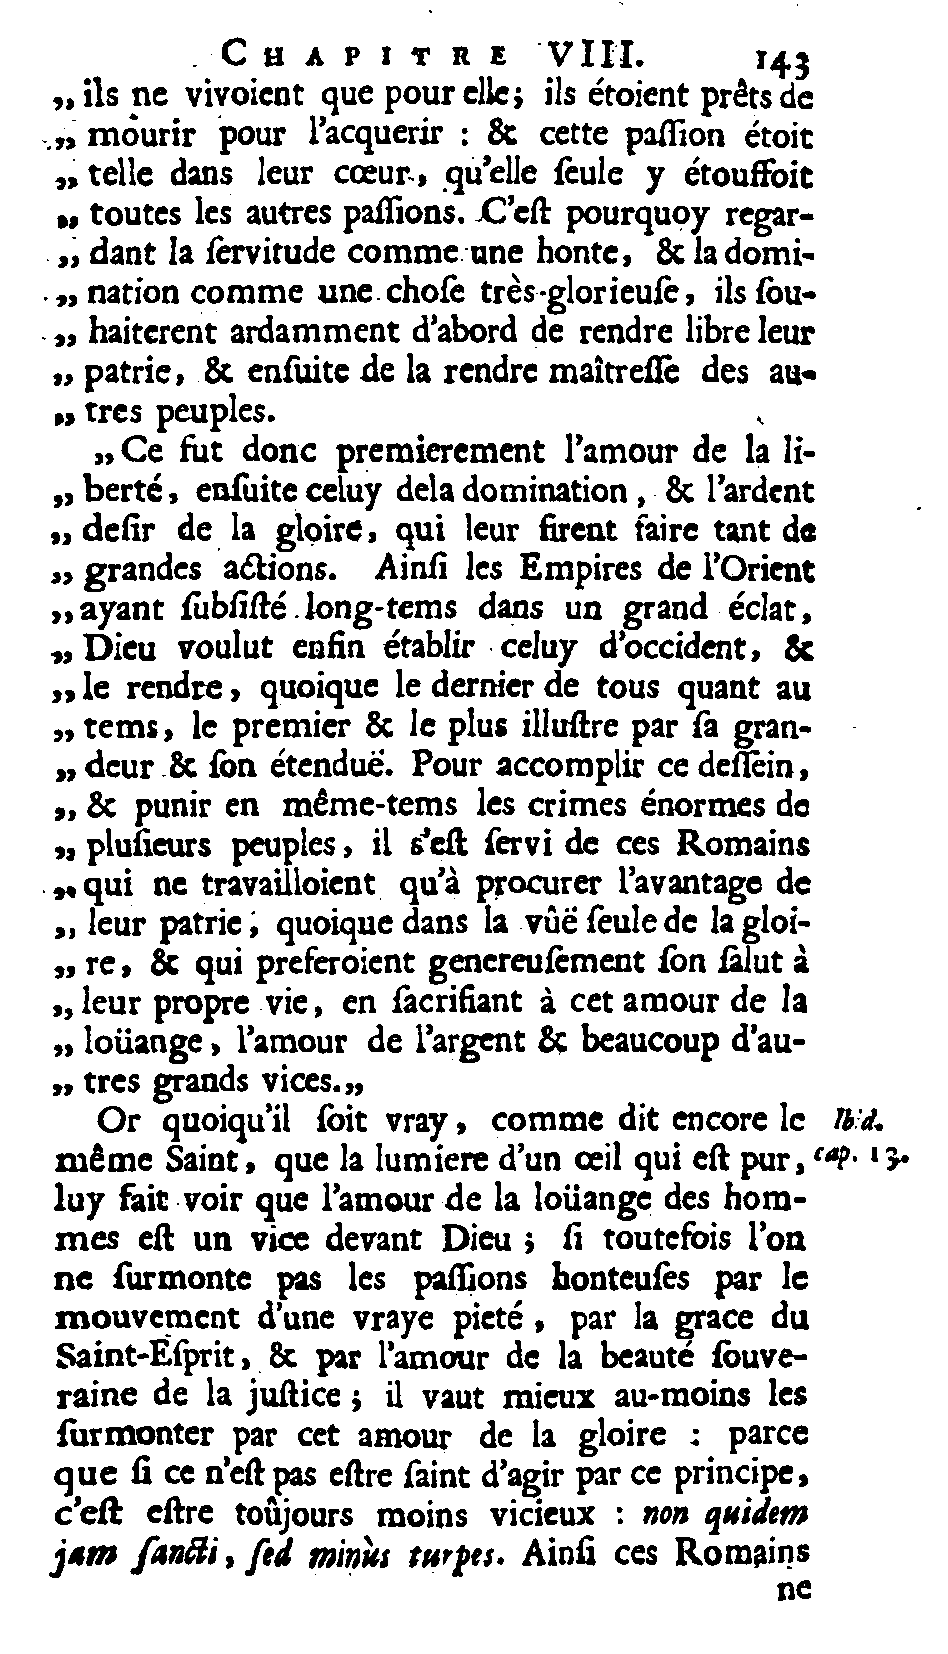 CHAPITRE VIII. 143
„ ils ne vivoient que pour elle; ils étoient prêts de
„ mourir pour l'acquerir : & cette paſſion étoit
„ telle dans leur cœur, qu'elle ſeule y étouffoit
„ toutes les autres paſſions. C'eſt pourquoy regar-
„ dant la ſervitude comme une honte, & la domi-
„ nation comme une choſe très-glorieuſe, ils ſou-
„ haiterent ardamment d'abord de rendre libre leur
„ patrie, & enſuite de la rendre maîtreſſe des au-
„ tres peuples.
„ Ce fut donc premierement l'amour de la li-
„ berté, enſuite celuy dela domination, & l'ardent
„ deſir de la gloire, qui leur firent faire tant de
„ grandes actions. Ainſi les Empires de l'Orient
„ ayant ſubſiſté long-tems dans un grand éclat,
„ Dieu voulut enfin établir celuy d'occident, &
„ le rendre, quoique le dernier de tous quant au
„ tems, le premier & le plus illuſtre par ſa gran-
„ deur & ſon étenduë. Pour accomplir ce deſſein,
„ & punir en même-tems les crimes énormes de
„ pluſieurs peuples, il s'eſt ſervi de ces Romains
„ qui ne travailloient qu'à procurer l'avantage de
„ leur patrie; quoique dans la vûë ſeule de la gloi-
„ re, & qui preferoient genereuſement ſon ſalut à
„ leur propre vie, en ſacrifiant à cet amour de la
„ loüange, l'amour de l'argent & beaucoup d'au-
„ tres grands vices. „
Or quoiqu'il ſoit vray, comme dit encore le Ibid.
même Saint, que la lumiere d'un œil qui eſt pur, cap. 13.
luy fait voir que l'amour de la loüange des hom-
mes eſt un vice devant Dieu ; ſi toutefois l'on
ne ſurmonte pas les paſſions honteuſes par le
mouvement d'une vraye pieté, par la grace du
Saint-Eſprit, & par l'amour de la beauté ſouve-
raine de la juſtice ; il vaut mieux au-moins les
ſurmonter par cet amour de la gloire : parce
que ſi ce n'eſt pas eſtre ſaint d'agir par ce principe,
c'eſt eſtre toûjours moins vicieux : non quidem
jam ſancti, ſed minùs turpes. Ainſi ces Romains
ne